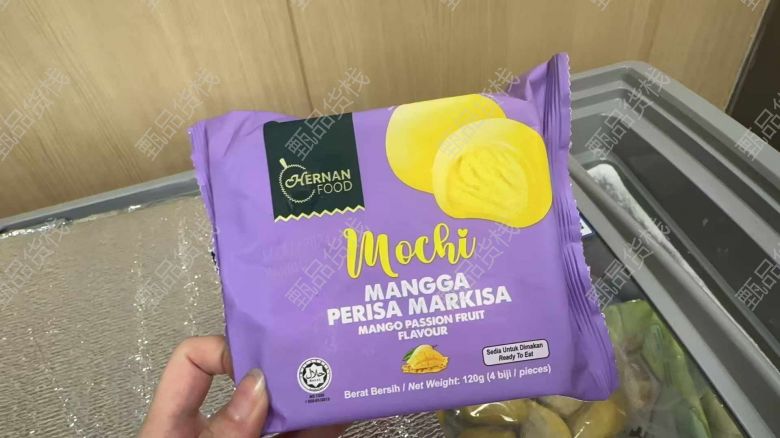 HERNAN
FOOD
Mochi
MANGGA
PERISA MARKISA
MANGO PASSION FRUIT
FLAVOUR
Sedia Untuk Dimakan
Ready To Eat
Berat Bersih / Net Weight: 120g (4 biji / pieces)
甄品货栈